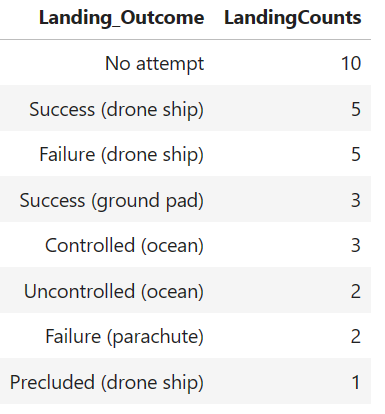 Landing_Outcome LandingCounts
No attempt 10
Success (drone ship) 5
Failure (drone ship) 5
Success (ground pad) 3
Controlled (ocean) 3
Uncontrolled (ocean) 2
Failure (parachute) 2
Precluded (drone ship) 1